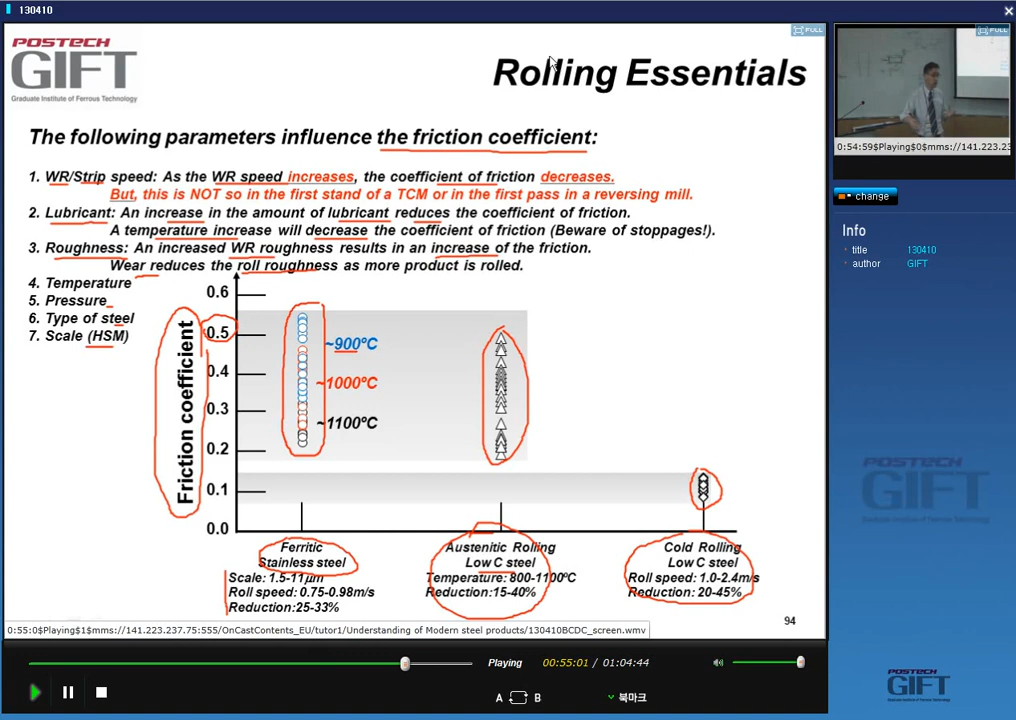 130410
POSTECH
GIFT
Graduate Institute of Ferrous Technology
Rolling Essentials
FULL
FULL
0:54:59$Playing$0$mms://141.223.23
change
Info
title 130410
author GIFT
The following parameters influence the friction coefficient:
1. WR/Strip speed: As the WR speed increases, the coefficient of friction decreases.
But, this is NOT so in the first stand of a TCM or in the first pass in a reversing mill.
2. Lubricant: An increase in the amount of lubricant reduces the coefficient of friction.
A temperature increase will decrease the coefficient of friction (Beware of stoppages!).
3. Roughness: An increased WR roughness results in an increase of the friction.
Wear reduces the roll roughness as more product is rolled.
4. Temperature
5. Pressure
6. Type of steel
7. Scale (HSM)
Friction coefficient
0.6
0.5
0.4
0.3
0.2
0.1
0.0
~900ºC
~1000ºC
~1100ºC
Ferritic
Stainless steel
Scale: 1.5-11μm
Roll speed: 0.75-0.98m/s
Reduction:25-33%
Austenitic Rolling
Low C steel
Temperature: 800-1100ºC
Reduction:15-40%
Cold Rolling
Low C steel
Roll speed: 1.0-2.4m/s
Reduction: 20-45%
94
0:55:0$Playing$1$mms://141.223.237.75:555/OnCastContents_EU/tutor1/Understanding of Modern steel products/130410BCDC_screen.wmv
Playing
00:55:01 / 01:04:44
A B
북마크
POSTECH
GIFT
POSTECH
GIFT